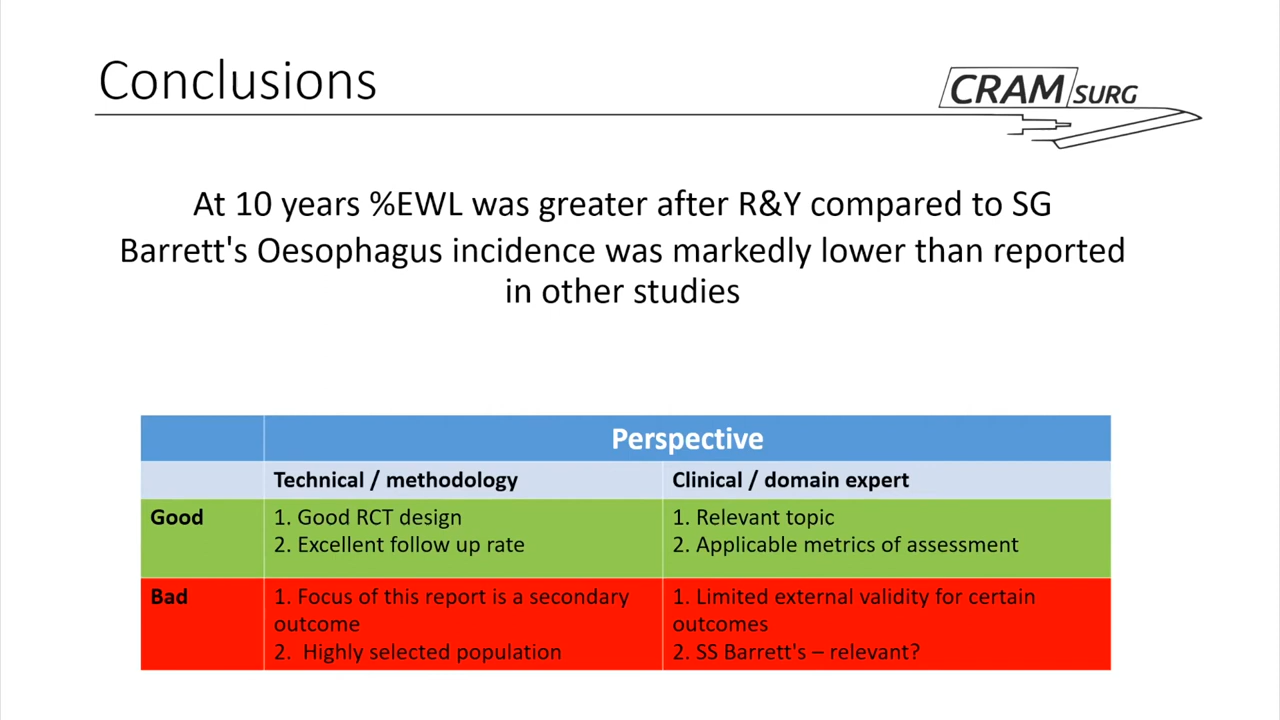 Conclusions
CRAM SURG
At 10 years %EWL was greater after R&Y compared to SG
Barrett's Oesophagus incidence was markedly lower than reported
in other studies
Perspective
Technical / methodology
Clinical / domain expert
Good
1. Good RCT design
2. Excellent follow up rate
1. Relevant topic
2. Applicable metrics of assessment
Bad
1. Focus of this report is a secondary
outcome
2. Highly selected population
1. Limited external validity for certain
outcomes
2. SS Barrett's – relevant?